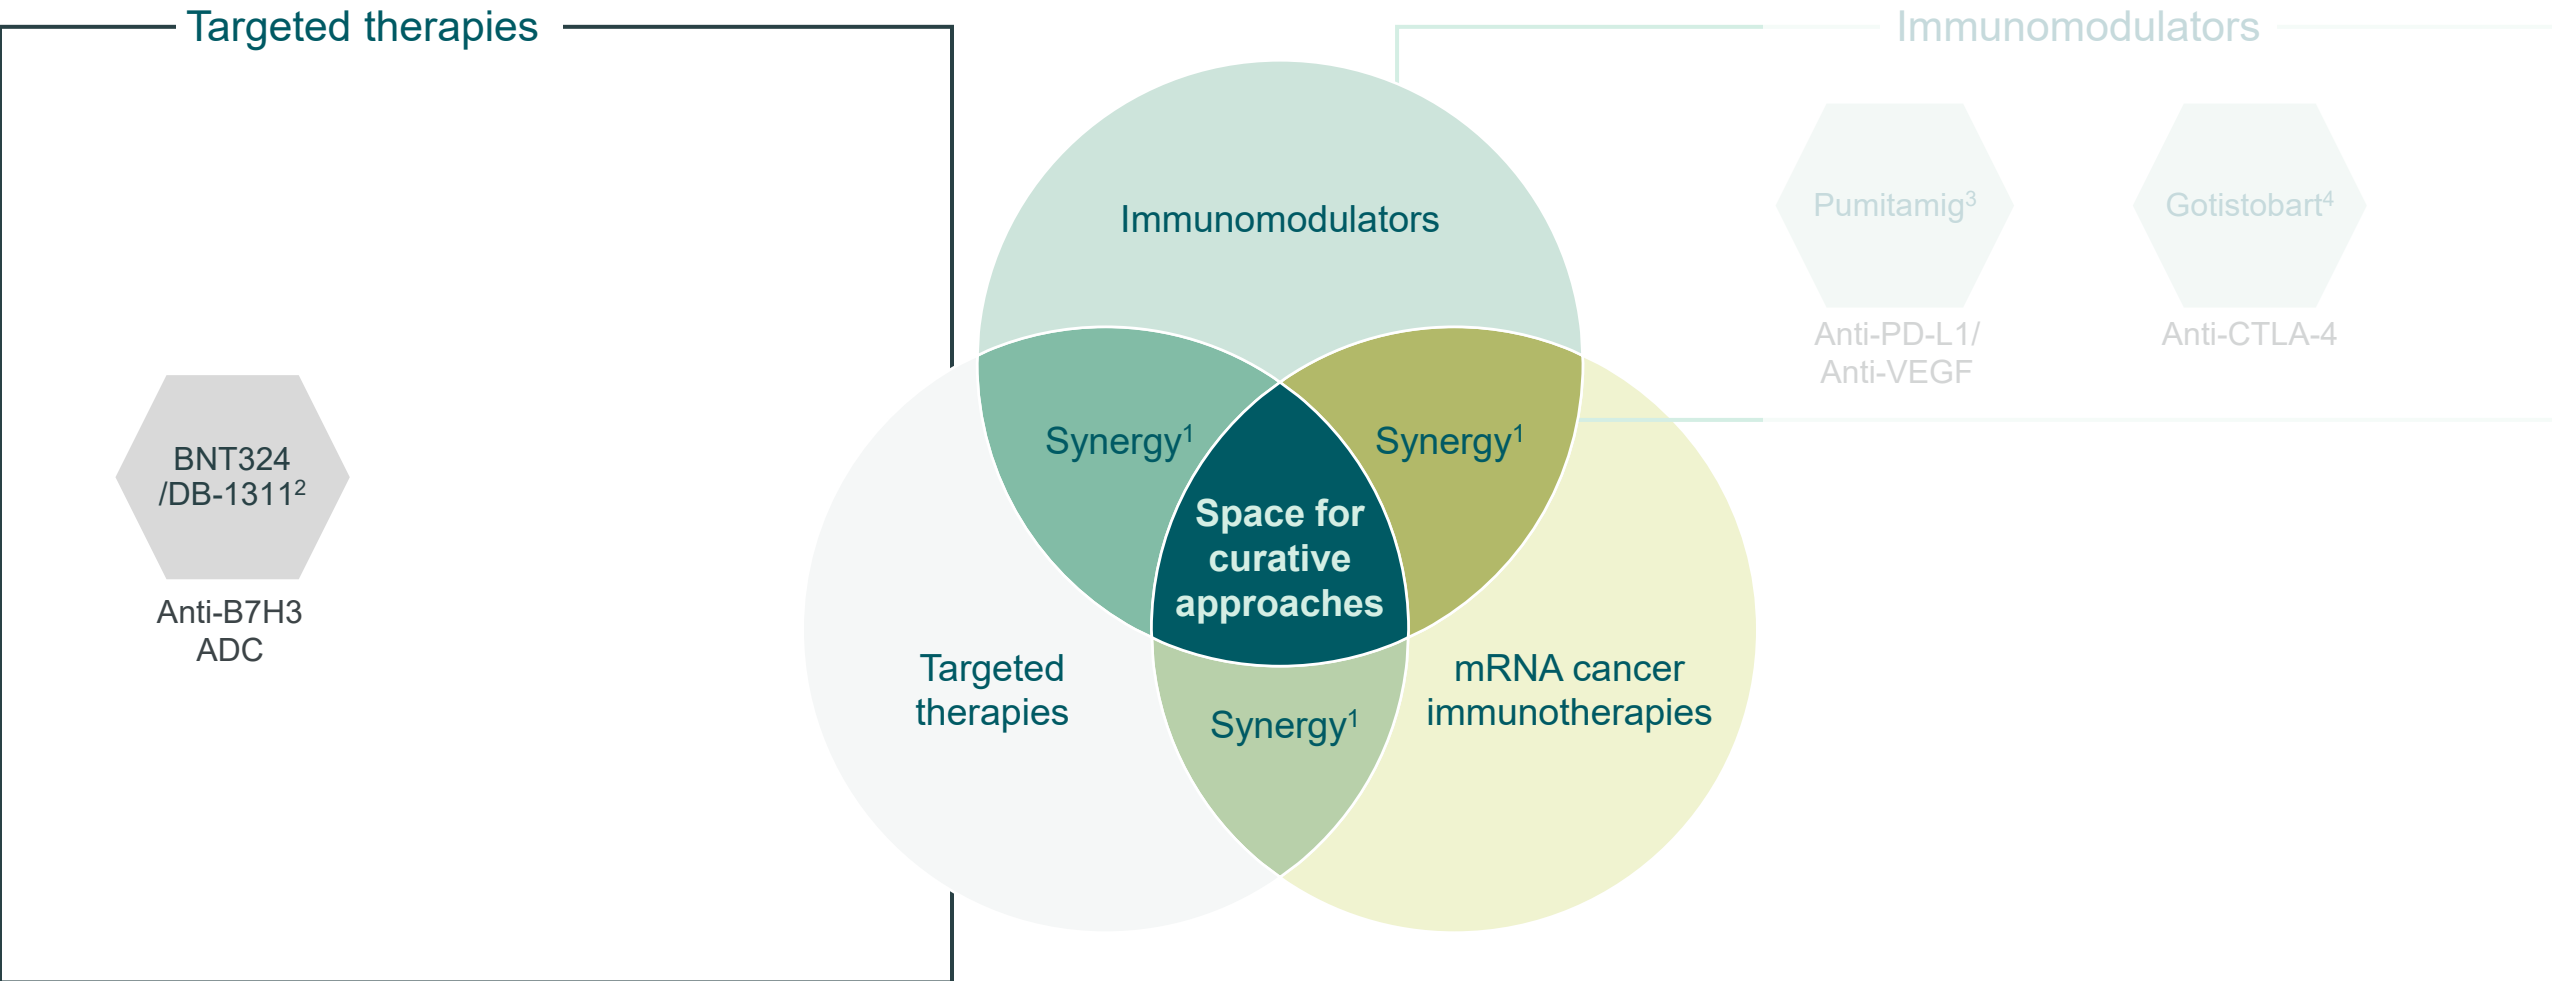 Targeted therapies
BNT324
/DB-1311²
Anti-B7H3
ADC
Immunomodulators
Synergy¹
Synergy¹
Space for
curative
approaches
Targeted
therapies
mRNA cancer
immunotherapies
Synergy¹
Immunomodulators
Pumitamig³
Anti-PD-L1/
Anti-VEGF
Gotistobart⁴
Anti-CTLA-4